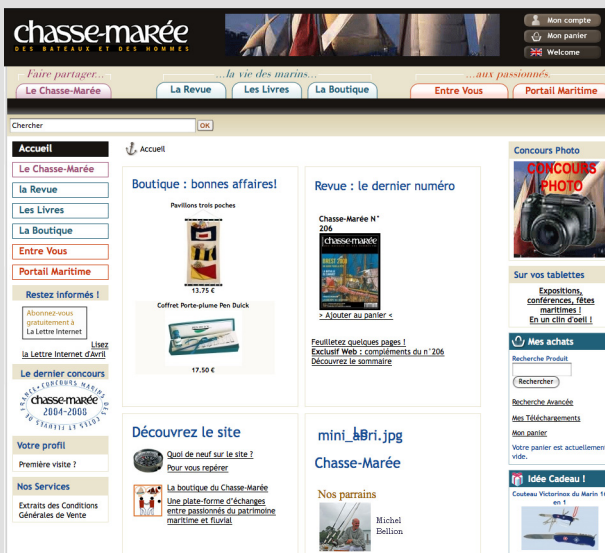 chasse-marée
DES BATEAUX ET DES HOMMES
Mon compte
Mon panier
Welcome
Faire partager...
...la vie des marins...
...aux passionnés.
Le Chasse-Marée
La Revue
Les Livres
La Boutique
Entre Vous
Portail Maritime
Chercher
OK
Accueil
Le Chasse-Marée
la Revue
Les Livres
La Boutique
Entre Vous
Portail Maritime
Restez informés !
Abonnez-vous
gratuitement à
La Lettre Internet
Lisez
la Lettre Internet d'Avril
Le dernier concours
CONCOURS
chasse-marée
2004-2008
Votre profil
Première visite ?
Nos Services
Extraits des Conditions
Générales de Vente
Accueil
Boutique : bonnes affaires!
Pavillons trois poches
13.75 €
Coffret Porte-plume Pen Duick
17.50 €
Revue : le dernier numéro
Chasse-Marée N°
206
chasse-marée
BREST 2008
> Ajouter au panier <
Feuilletez quelques pages !
Exclusif Web : compléments du n°206
Découvrez le sommaire
Découvrez le site
Quoi de neuf sur le site ?
Pour vous repérer
La boutique du Chasse-Marée
Une plate-forme d'échanges
entre passionnés du patrimoine
maritime et fluvial
Chasse-Marée
Nos parrains
Michel
Bellion
Concours Photo
CONCOURS
PHOTO
Sur vos tablettes
Expositions,
conférences, fêtes
maritimes !
En un clin d'oeil !
Mes achats
Recherche Produit
Rechercher
Recherche Avancée
Mes Téléchargements
Mon panier
Votre panier est actuellement
vide.
Idée Cadeau !
Couteau Victorinox du Marin 16
en 1